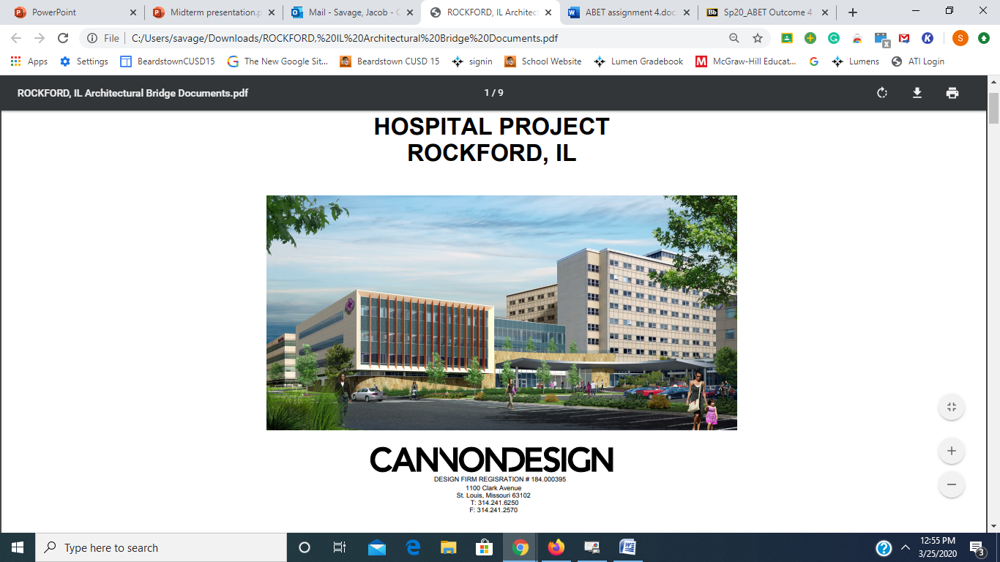 PowerPoint
Midterm presentation.p
Mail - Savage, Jacob - C
ROCKFORD, IL Architect
ABET assignment 4.doc
Bb Sp20_ABET Outcome 4
File C:/Users/savage/Downloads/ROCKFORD,%20IL%20Architectural%20Bridge%20Documents.pdf
S
Apps Settings BeardstownCUSD15 The New Google Sit... Beardstown CUSD 15 signin School Website Lumen Gradebook McGraw-Hill Educat... Lumens ATI Login
ROCKFORD, IL Architectural Bridge Documents.pdf 1 / 9
HOSPITAL PROJECT
ROCKFORD, IL
CANNONDESIGN
DESIGN FIRM REGISRATION # 184.000395
1100 Clark Avenue
St. Louis, Missouri 63102
T: 314.241.6250
F: 314.241.2570
Type here to search
12:55 PM
3/25/2020
3